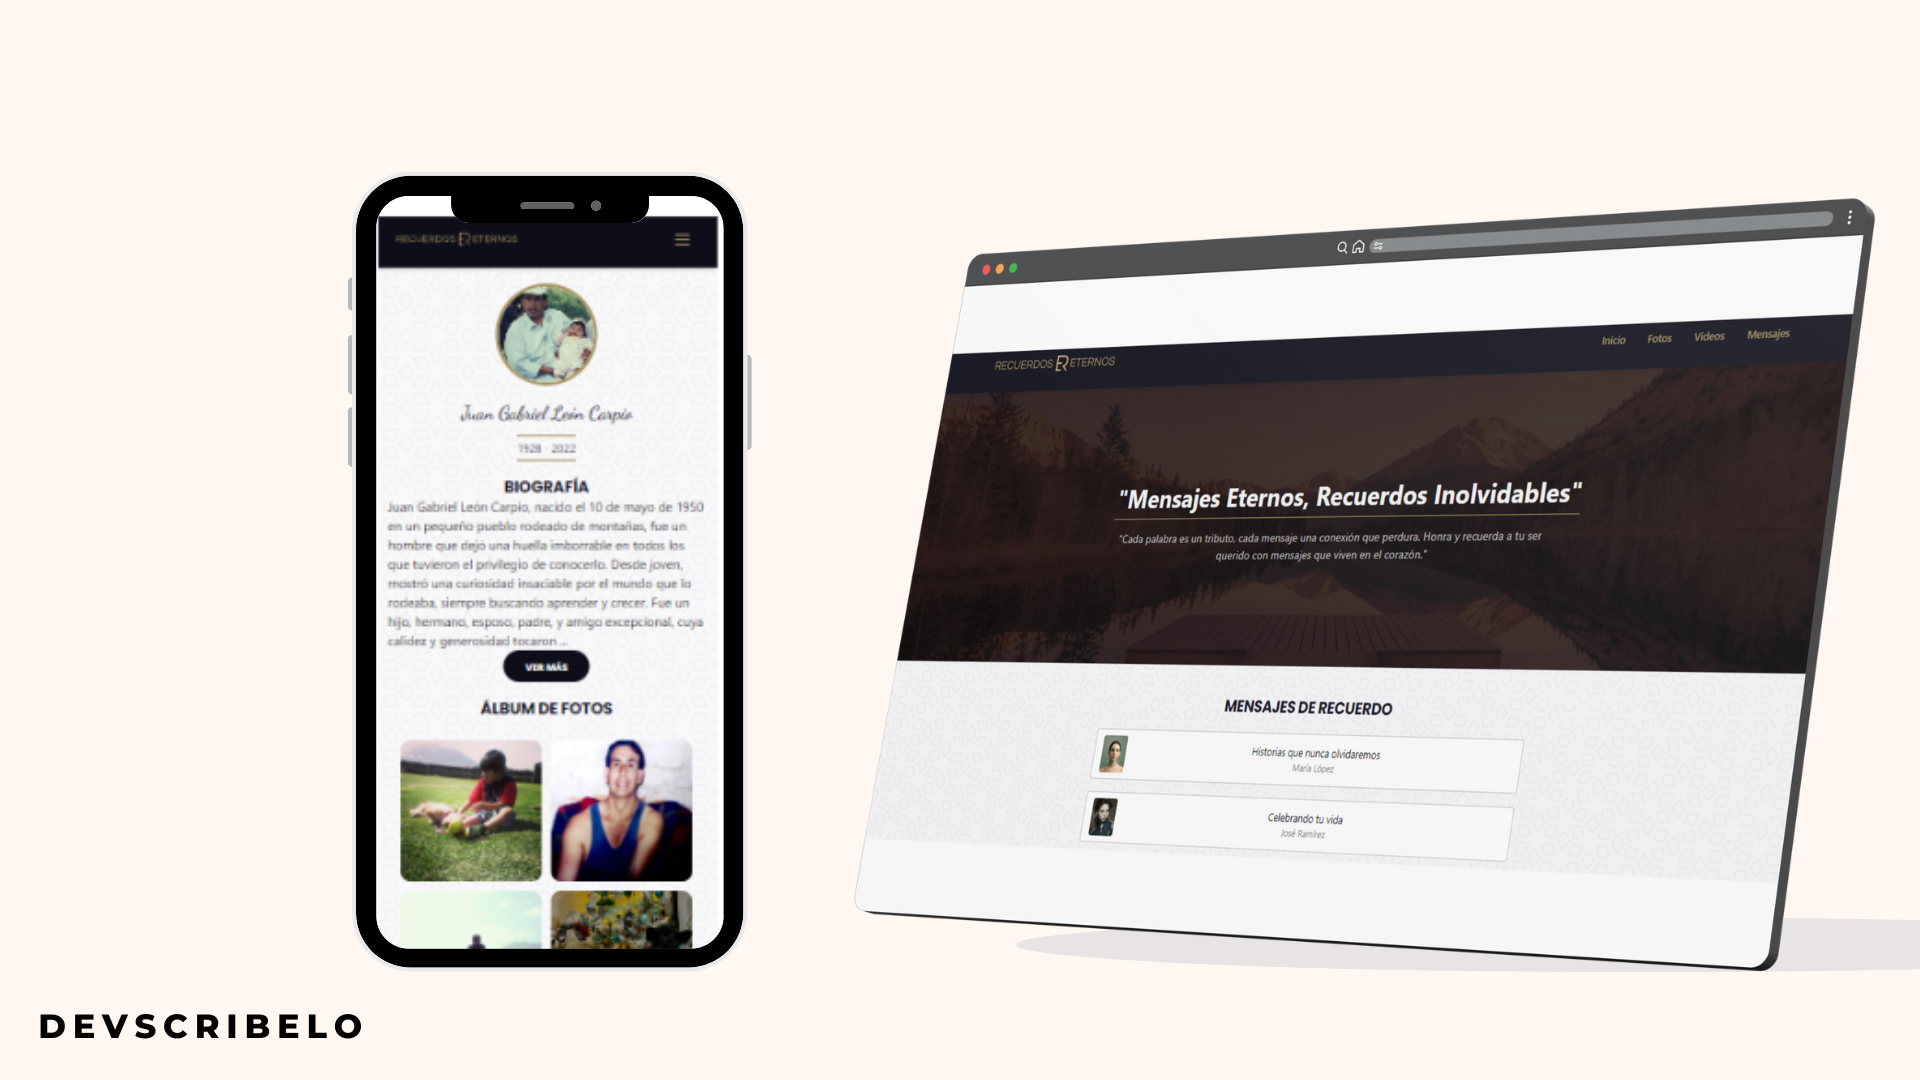 RECUERDOS ER ETERNOS
Juan Gabriel León Carpio
1928 - 2022
BIOGRAFÍA
Juan Gabriel León Carpio, nacido el 10 de mayo de 1950
en un pequeño pueblo rodeado de montañas, fue un
hombre que dejó una huella imborrable en todos los
que tuvieron el privilegio de conocerlo. Desde joven,
mostró una curiosidad insaciable por el mundo que lo
rodeaba, siempre buscando aprender y crecer. Fue un
hijo, hermano, esposo, padre, y amigo excepcional, cuya
calidez y generosidad tocaron ...
VER MÁS
ÁLBUM DE FOTOS
RECUERDOS ER ETERNOS
Inicio Fotos Videos Mensajes
"Mensajes Eternos, Recuerdos Inolvidables"
"Cada palabra es un tributo, cada mensaje una conexión que perdura. Honra y recuerda a tu ser
querido con mensajes que viven en el corazón."
MENSAJES DE RECUERDO
Historias que nunca olvidaremos
María López
Celebrando tu vida
José Ramírez
DEVSCRIBELO